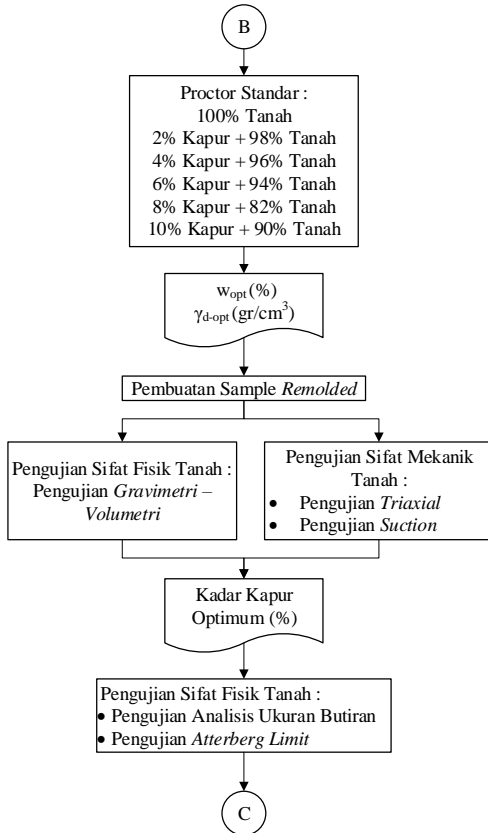 B
Proctor Standar :
100% Tanah
2% Kapur + 98% Tanah
4% Kapur + 96% Tanah
6% Kapur + 94% Tanah
8% Kapur + 82% Tanah
10% Kapur + 90% Tanah
wopt (%)
γd-opt (gr/cm³)
Pembuatan Sample Remolded
Pengujian Sifat Fisik Tanah :
Pengujian Gravimetri –
Volumetri
Pengujian Sifat Mekanik
Tanah :
• Pengujian Triaxial
• Pengujian Suction
Kadar Kapur
Optimum (%)
Pengujian Sifat Fisik Tanah :
• Pengujian Analisis Ukuran Butiran
• Pengujian Atterberg Limit
C